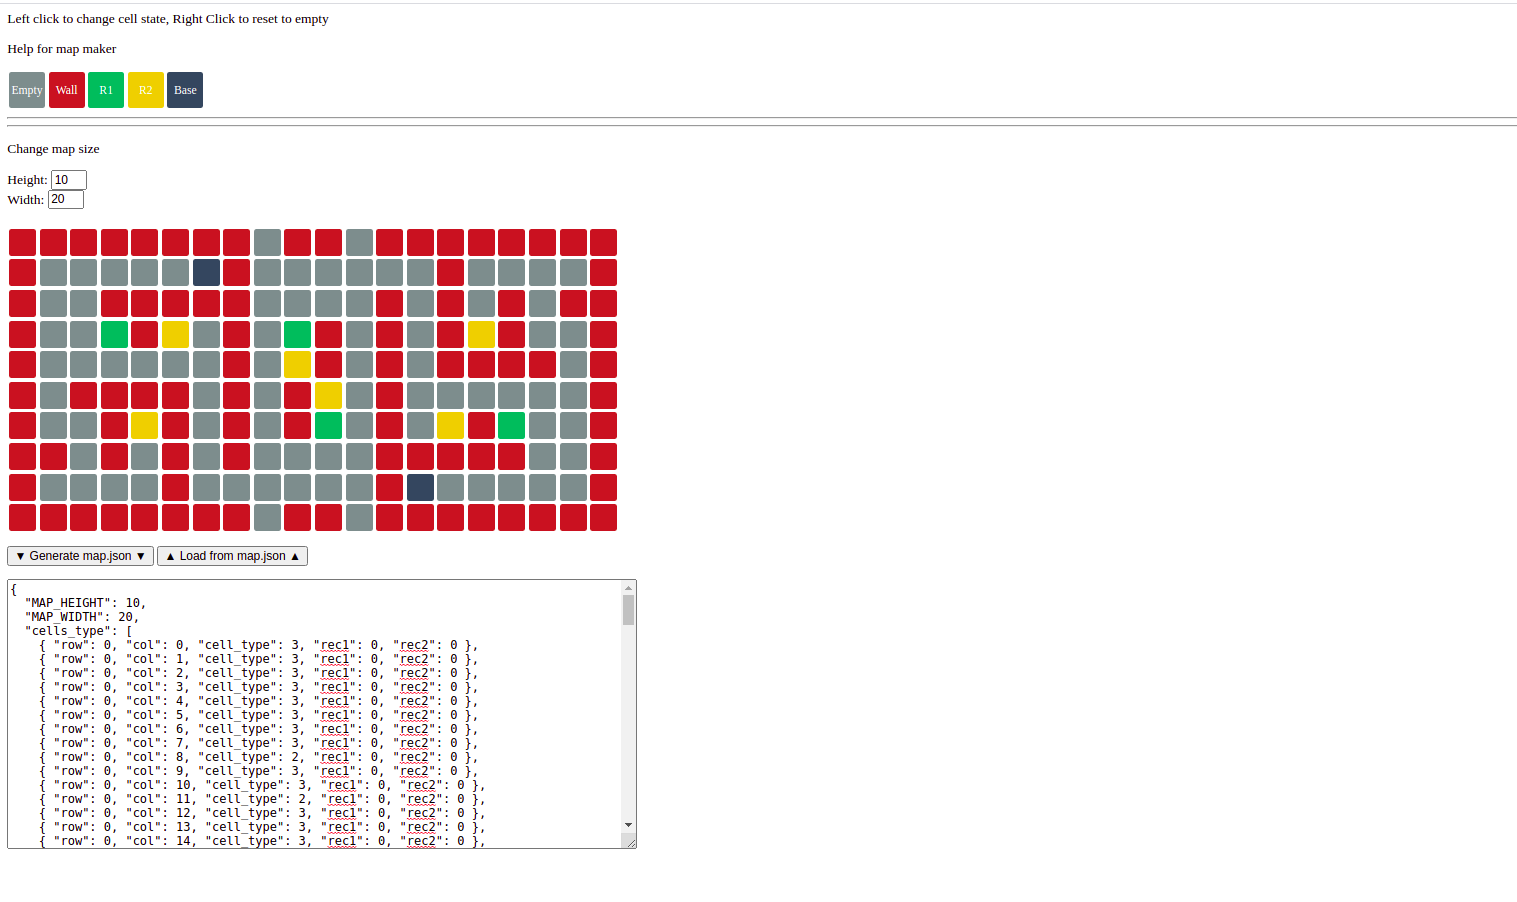 Left click to change cell state, Right Click to reset to empty
Help for map maker
Empty Wall R1 R2 Base
Change map size
Height: 10
Width: 20
▼ Generate map.json ▼ ▲ Load from map.json ▲
{
  "MAP_HEIGHT": 10,
  "MAP_WIDTH": 20,
  "cells_type": [
    { "row": 0, "col": 0, "cell_type": 3, "rec1": 0, "rec2": 0 },
    { "row": 0, "col": 1, "cell_type": 3, "rec1": 0, "rec2": 0 },
    { "row": 0, "col": 2, "cell_type": 3, "rec1": 0, "rec2": 0 },
    { "row": 0, "col": 3, "cell_type": 3, "rec1": 0, "rec2": 0 },
    { "row": 0, "col": 4, "cell_type": 3, "rec1": 0, "rec2": 0 },
    { "row": 0, "col": 5, "cell_type": 3, "rec1": 0, "rec2": 0 },
    { "row": 0, "col": 6, "cell_type": 3, "rec1": 0, "rec2": 0 },
    { "row": 0, "col": 7, "cell_type": 3, "rec1": 0, "rec2": 0 },
    { "row": 0, "col": 8, "cell_type": 2, "rec1": 0, "rec2": 0 },
    { "row": 0, "col": 9, "cell_type": 3, "rec1": 0, "rec2": 0 },
    { "row": 0, "col": 10, "cell_type": 3, "rec1": 0, "rec2": 0 },
    { "row": 0, "col": 11, "cell_type": 2, "rec1": 0, "rec2": 0 },
    { "row": 0, "col": 12, "cell_type": 3, "rec1": 0, "rec2": 0 },
    { "row": 0, "col": 13, "cell_type": 3, "rec1": 0, "rec2": 0 },
    { "row": 0, "col": 14, "cell_type": 3, "rec1": 0, "rec2": 0 },